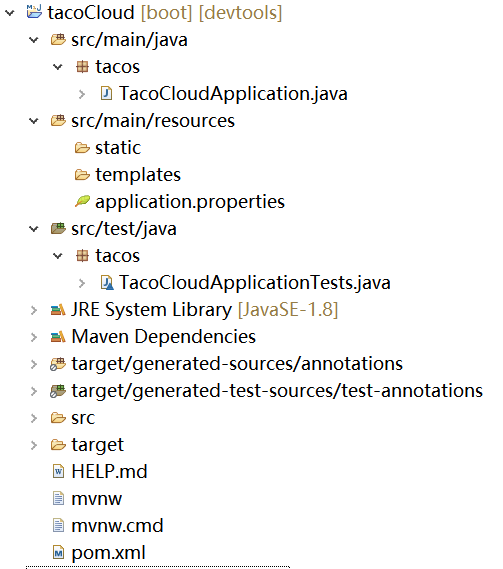 tacoCloud [boot] [devtools]
src/main/java
tacos
TacoCloudApplication.java
src/main/resources
static
templates
application.properties
src/test/java
tacos
TacoCloudApplicationTests.java
JRE System Library [JavaSE-1.8]
Maven Dependencies
target/generated-sources/annotations
target/generated-test-sources/test-annotations
src
target
HELP.md
mvnw
mvnw.cmd
pom.xml